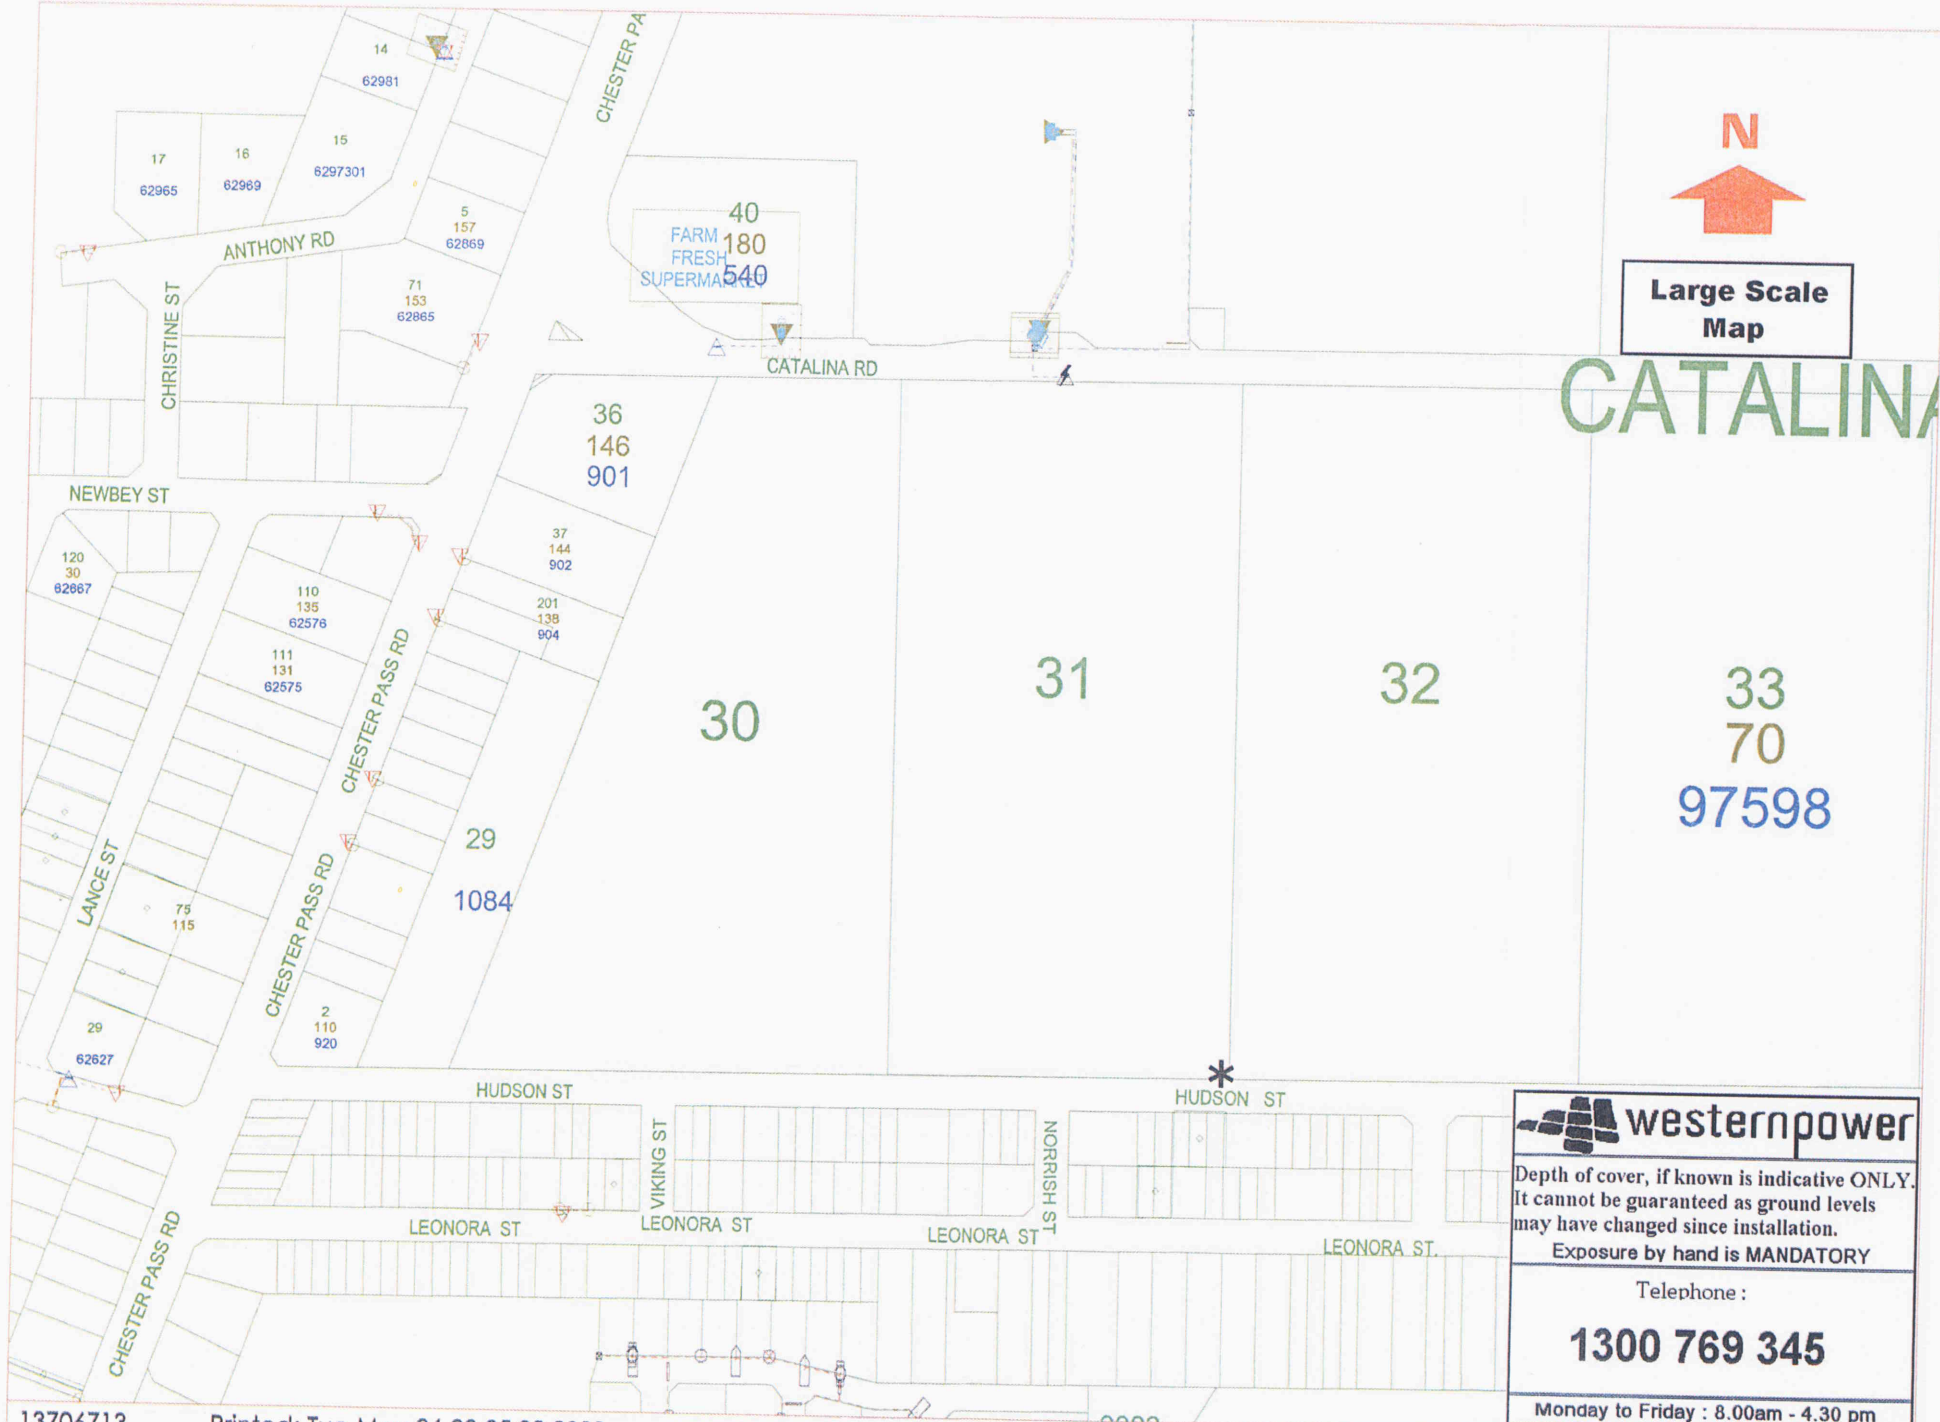 CHESTER PA
14
62981
15
6297301
16
62969
17
62965
5
157
62869
ANTHONY RD
40
180
540
FARM
FRESH
SUPERMARKET
N
Large Scale
Map
71
153
62865
CHRISTINE ST
CATALINA RD
CATALINA
36
146
901
NEWBEY ST
37
144
902
120
30
62667
110
135
62576
201
138
904
111
131
62575
CHESTER PASS RD
30
31
32
33
70
97598
29
1084
LANCE ST
CHESTER PASS RD
75
115
2
110
920
29
62627
HUDSON ST
*
HUDSON ST
VIKING ST
NORRISH ST
LEONORA ST
LEONORA ST
LEONORA ST
LEONORA ST.
CHESTER PASS RD
westernpower
Depth of cover, if known is indicative ONLY.
It cannot be guaranteed as ground levels
may have changed since installation.
Exposure by hand is MANDATORY
Telephone :
1300 769 345
Monday to Friday : 8.00am - 4.30 pm
13706713